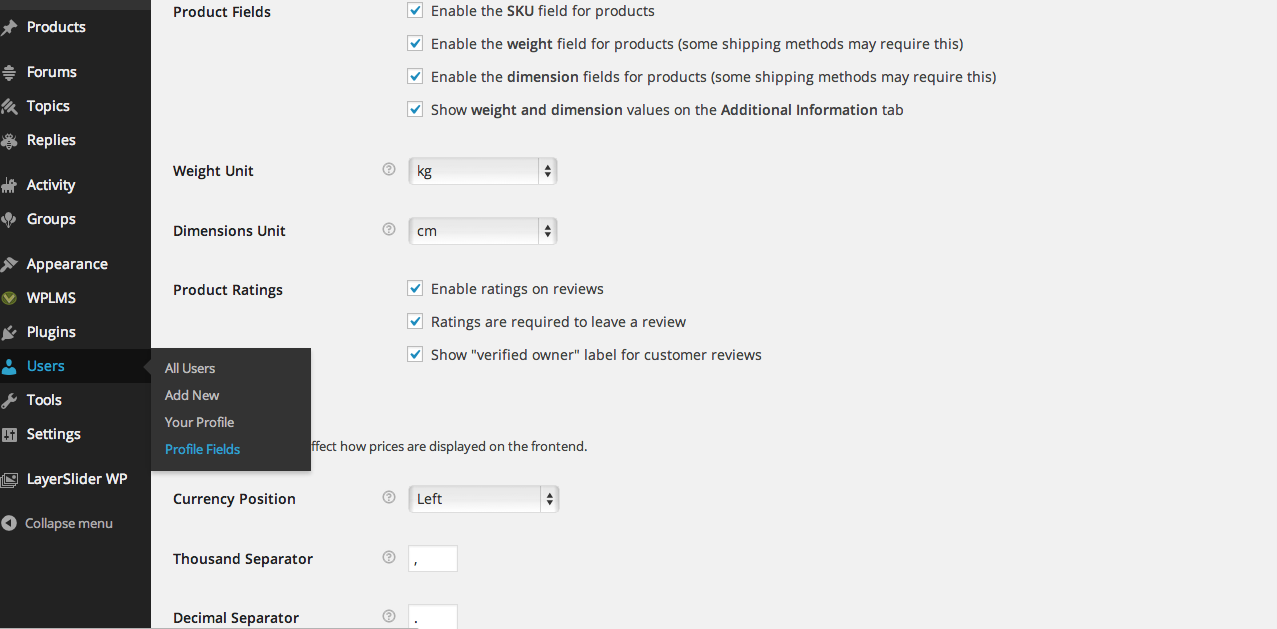 Products
Forums
Topics
Replies
Activity
Groups
Appearance
WPLMS
Plugins
Users
Tools
Settings
LayerSlider WP
Collapse menu
All Users
Add New
Your Profile
Profile Fields
Product Fields
Enable the SKU field for products
Enable the weight field for products (some shipping methods may require this)
Enable the dimension fields for products (some shipping methods may require this)
Show weight and dimension values on the Additional Information tab
Weight Unit ? kg
Dimensions Unit ? cm
Product Ratings
Enable ratings on reviews
Ratings are required to leave a review
Show "verified owner" label for customer reviews
ffect how prices are displayed on the frontend.
Currency Position ? Left
Thousand Separator ? ,
Decimal Separator ? .